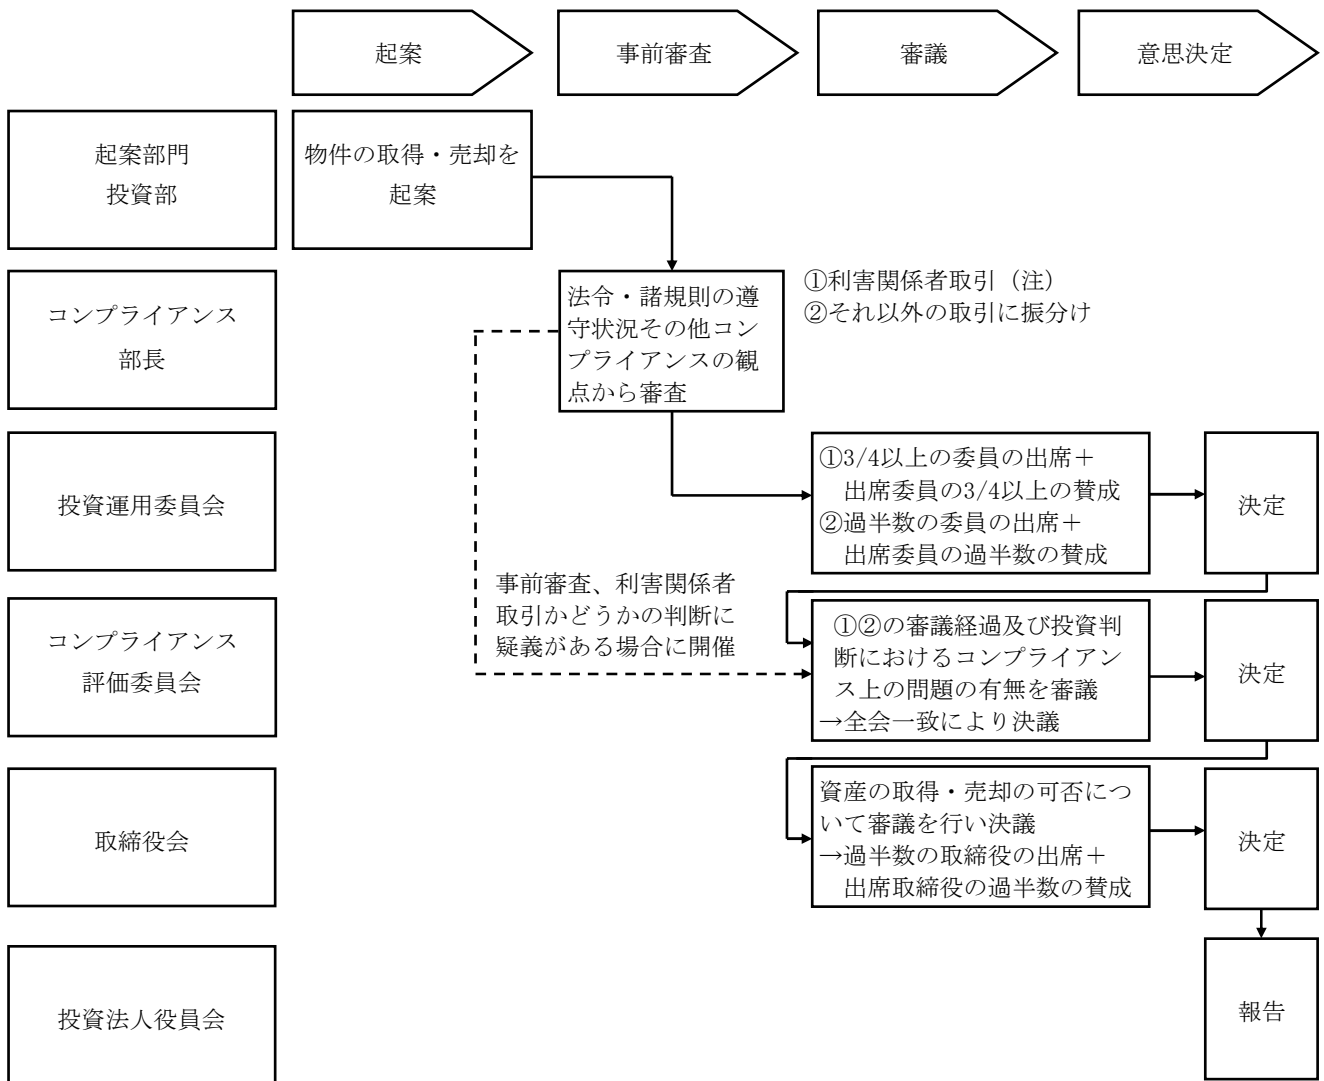 起案
事前審査
審議
意思決定
起案部門
投資部
物件の取得・売却を
起案
コンプライアンス
部長
法令・諸規則の遵
守状況その他コン
プライアンスの観
点から審査
①利害関係者取引（注）
②それ以外の取引に振分け
投資運用委員会
①3/4以上の委員の出席＋
出席委員の3/4以上の賛成
②過半数の委員の出席＋
出席委員の過半数の賛成
決定
事前審査、利害関係者
取引かどうかの判断に
疑義がある場合に開催
コンプライアンス
評価委員会
①②の審議経過及び投資判
断におけるコンプライアン
ス上の問題の有無を審議
→全会一致により決議
決定
取締役会
資産の取得・売却の可否につ
いて審議を行い決議
→過半数の取締役の出席＋
出席取締役の過半数の賛成
決定
投資法人役員会
報告